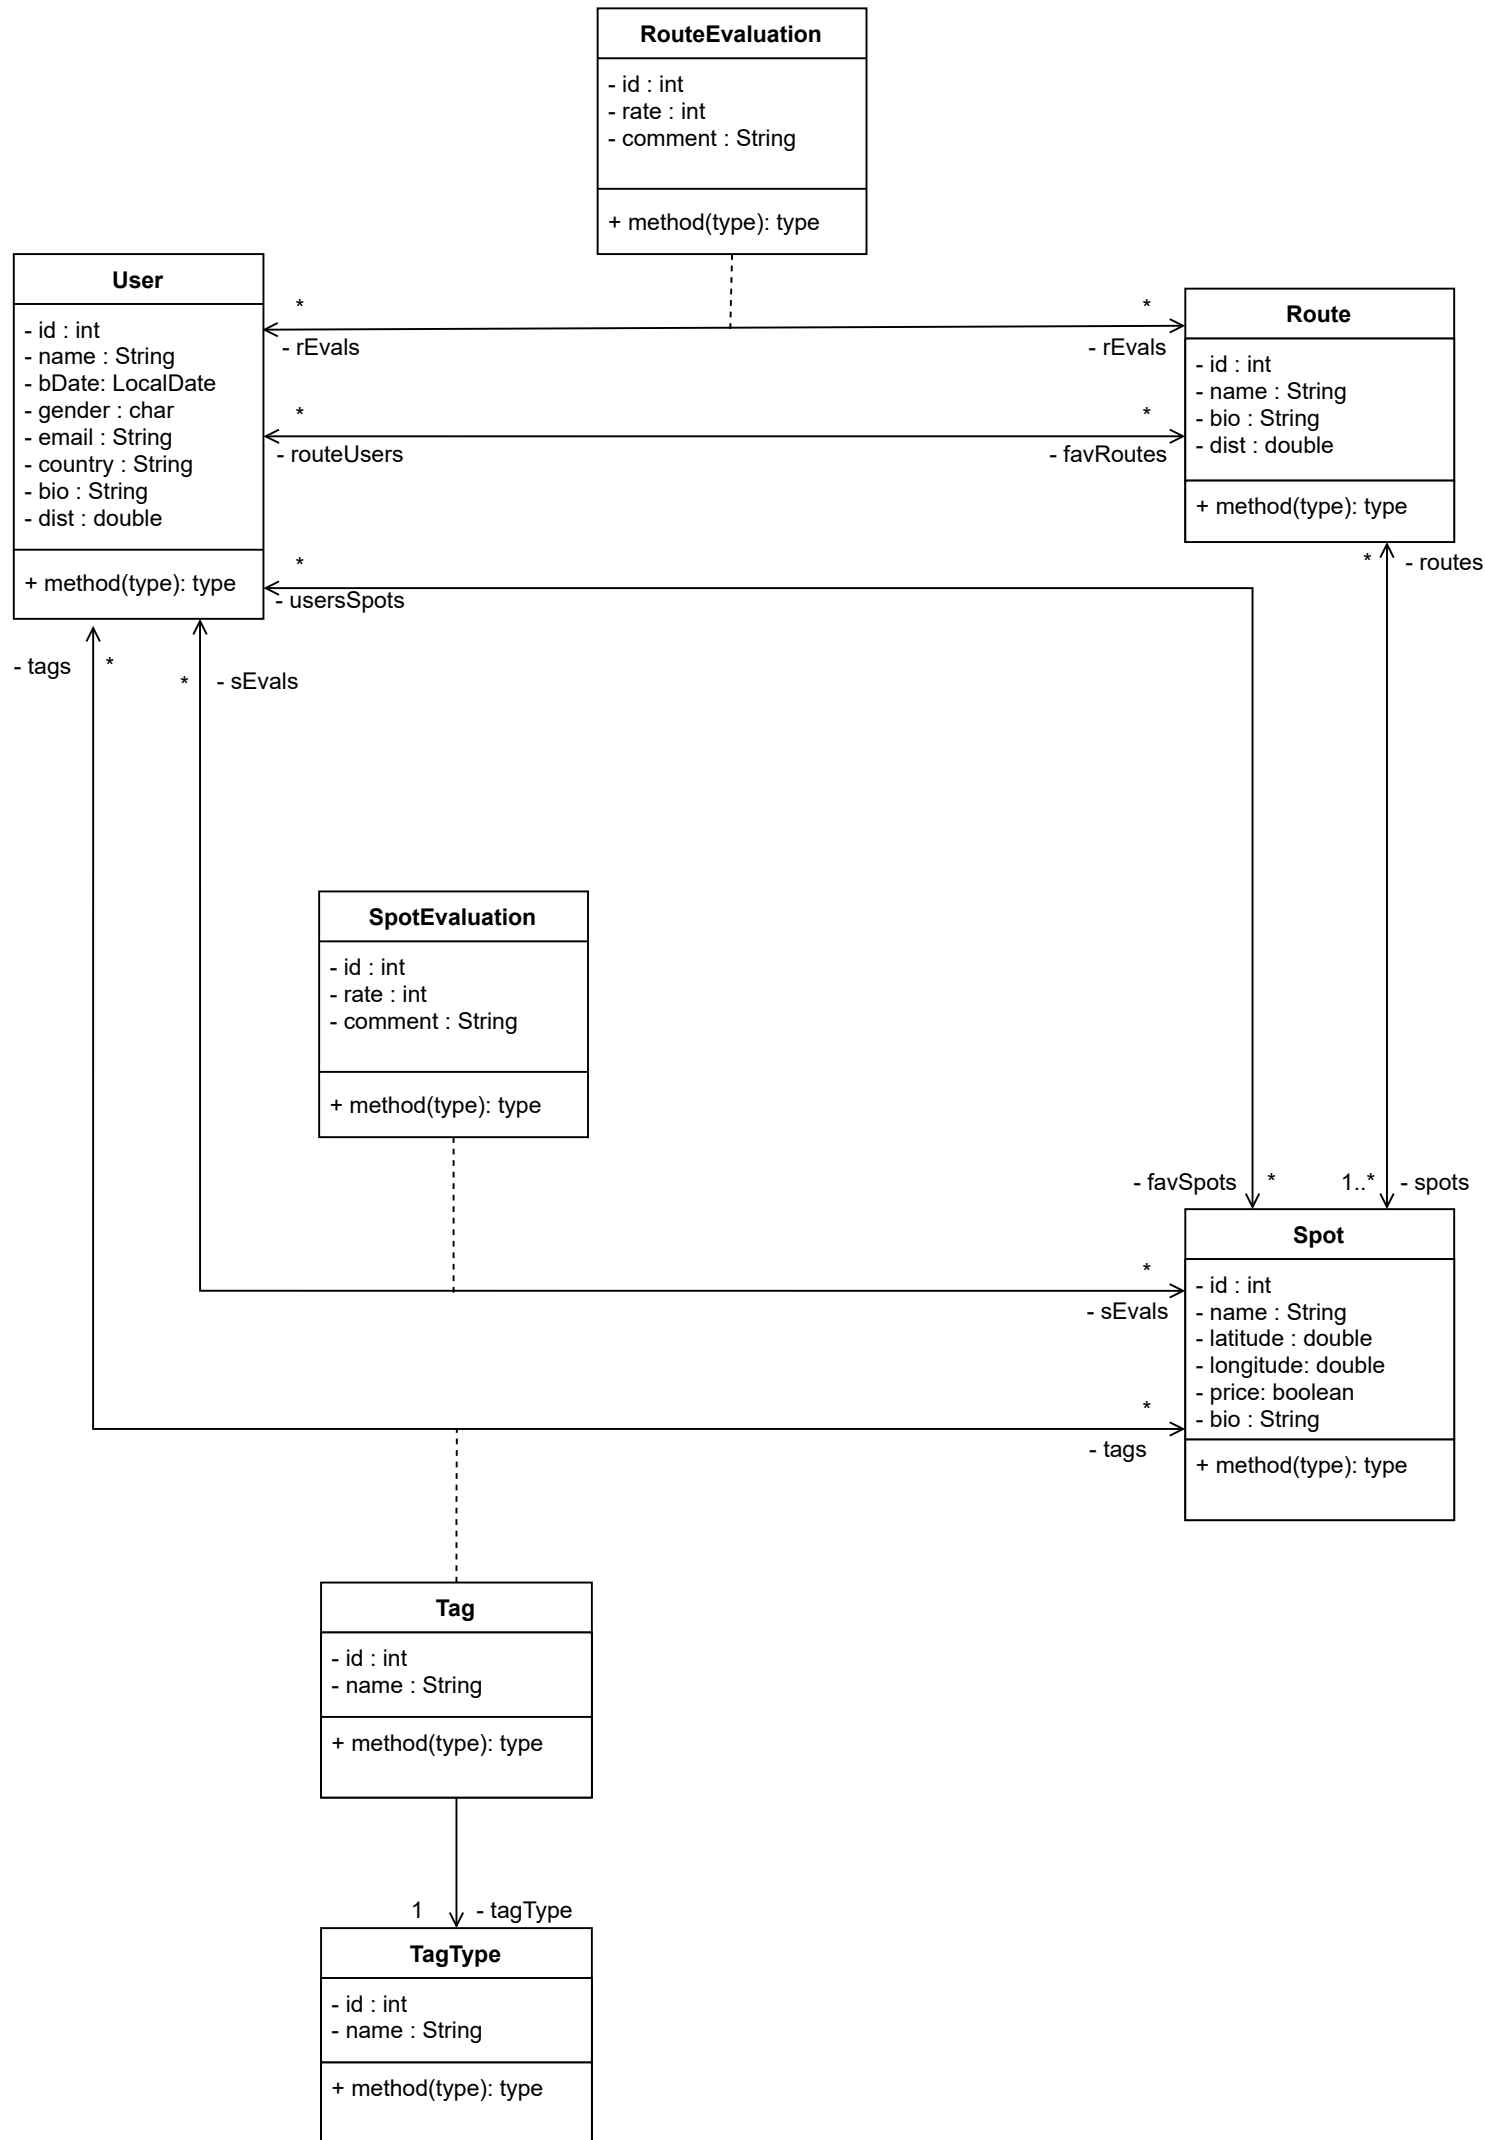 RouteEvaluation
- id : int
- rate : int
- comment : String
+ method(type): type
User
- id : int
- name : String
- bDate: LocalDate
- gender : char
- email : String
- country : String
- bio : String
- dist : double
+ method(type): type
* *
- rEvals - rEvals
* *
- routeUsers - favRoutes
Route
- id : int
- name : String
- bio : String
- dist : double
+ method(type): type
* - routes
*
- usersSpots
- tags *
* - sEvals
SpotEvaluation
- id : int
- rate : int
- comment : String
+ method(type): type
- favSpots * 1..* - spots
*
- sEvals
Spot
- id : int
- name : String
- latitude : double
- longitude: double
- price: boolean
- bio : String
+ method(type): type
*
- tags
Tag
- id : int
- name : String
+ method(type): type
1 - tagType
TagType
- id : int
- name : String
+ method(type): type